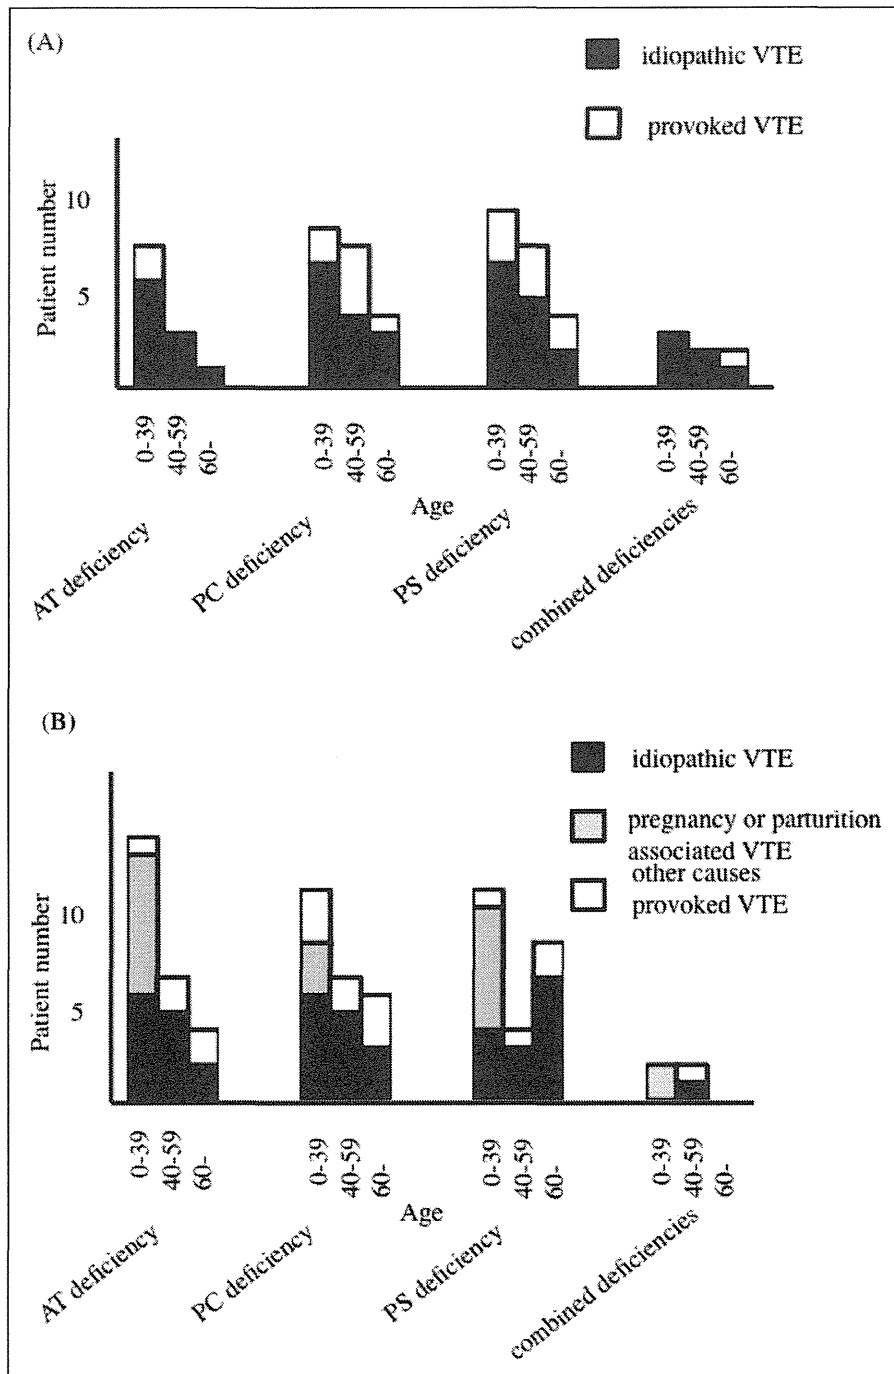 (A)
idiopathic VTE
provoked VTE
Patient number
10
5
0-39
40-59
60-
0-39
40-59
60-
0-39
40-59
60-
0-39
40-59
60-
Age
AT deficiency
PC deficiency
PS deficiency
combined deficiencies
(B)
idiopathic VTE
pregnancy or parturition
associated VTE
other causes
provoked VTE
Patient number
10
5
0-39
40-59
60-
0-39
40-59
60-
0-39
40-59
60-
0-39
40-59
60-
Age
AT deficiency
PC deficiency
PS deficiency
combined deficiencies